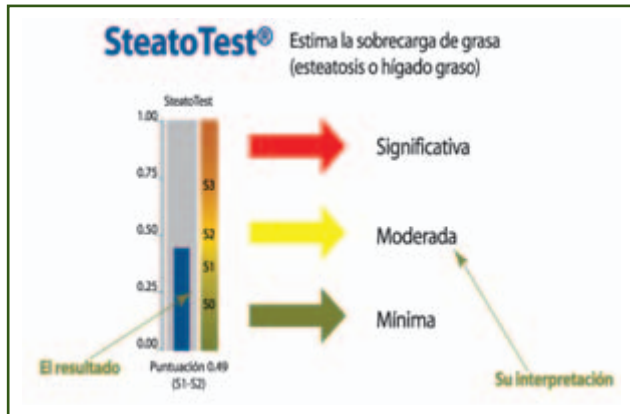 SteatoTest®
Estima la sobrecarga de grasa
(esteatosis o hígado graso)
SteatoTest
1.00
0.75
0.50
0.25
0.00
S3
S2
S1
S0
Significativa
Moderada
Mínima
El resultado
Puntuación 0.49
(S1-S2)
Su interpretación